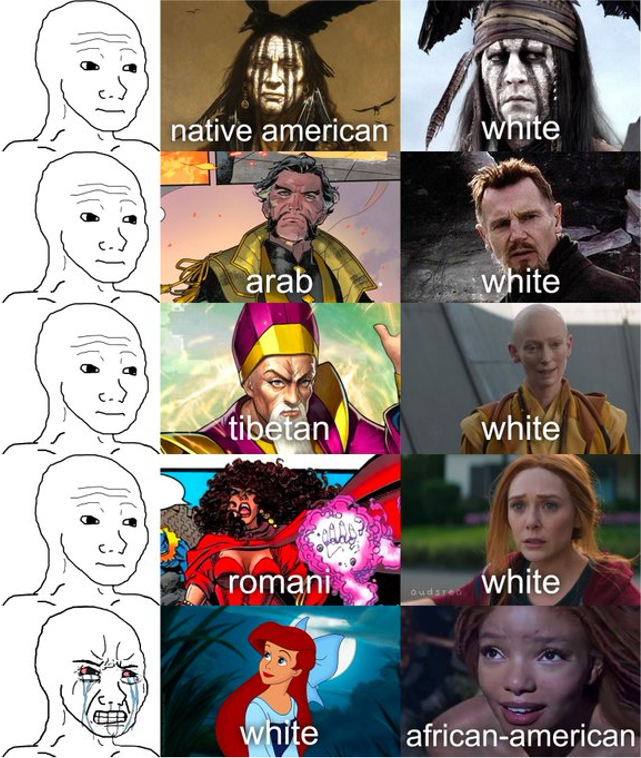 native american
white
arab
white
tibetan
white
romani
white
white
african-american